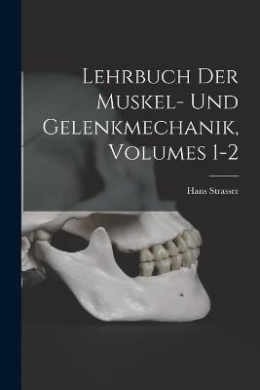 Lehrbuch Der
Muskel- Und
Gelenkmechanik,
Volumes 1-2
Hans Strasser